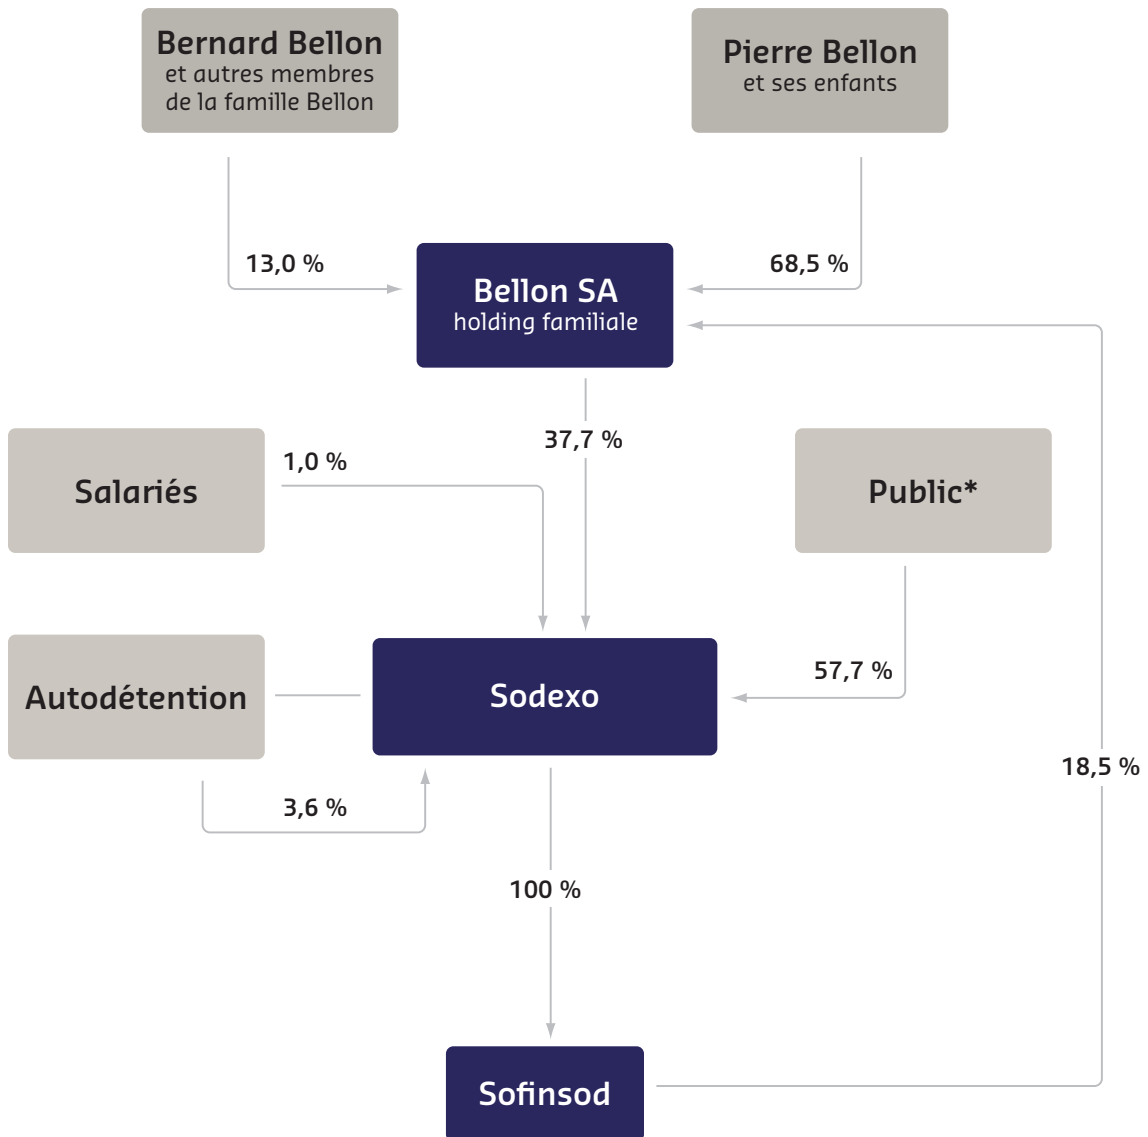 Bernard Bellon
et autres membres
de la famille Bellon
Pierre Bellon
et ses enfants
13,0 %
68,5 %
Bellon SA
holding familiale
37,7 %
Salariés
1,0 %
Public*
Autodétention
Sodexo
57,7 %
18,5 %
3,6 %
100 %
Sofinsod